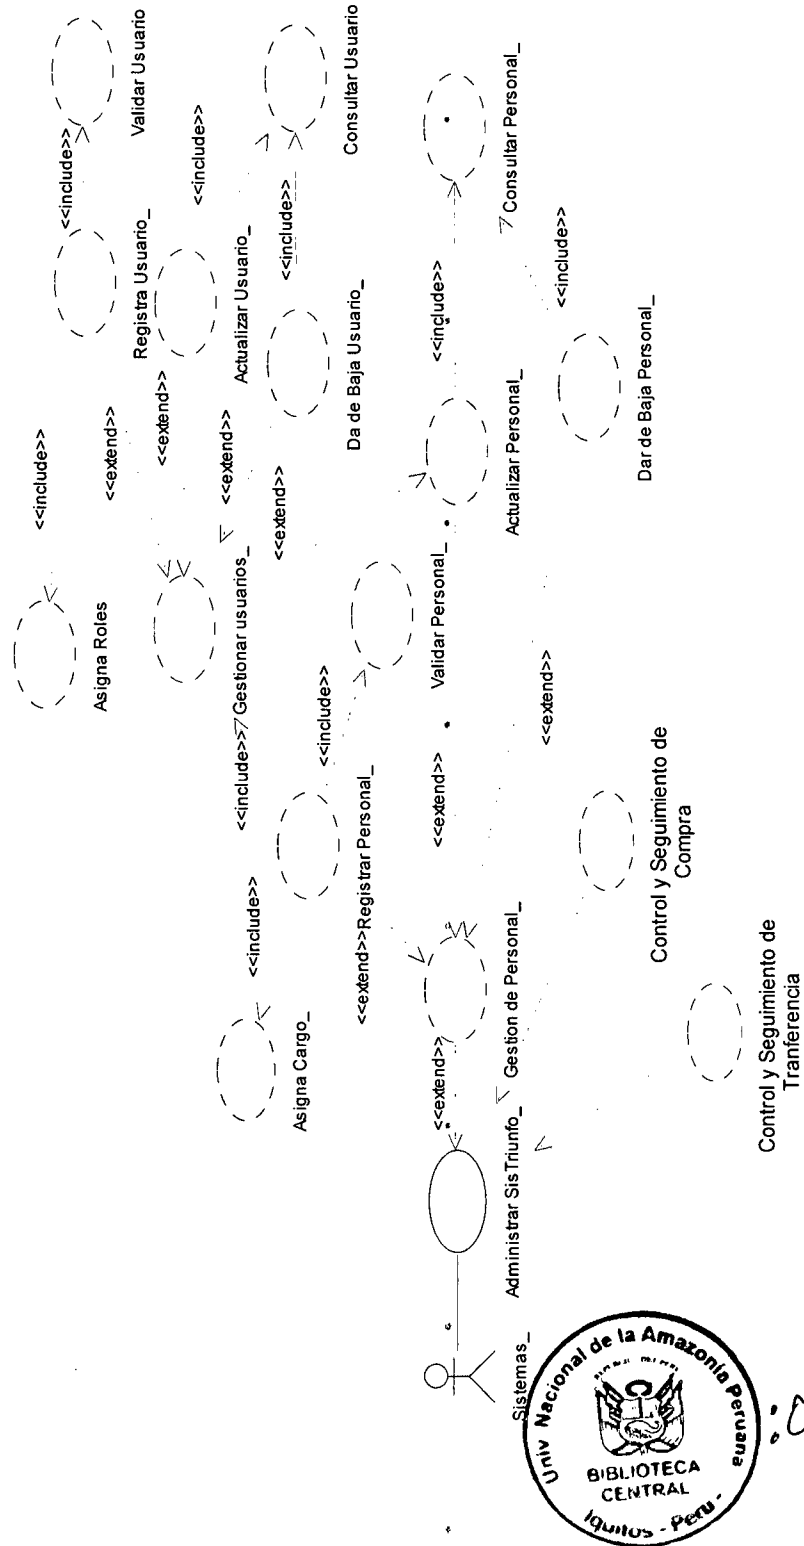 Validar Usuario
<<include>>
Registra Usuario_
<<include>>
Consultar Usuario
<<include>>
Actualizar Usuario_
Da de Baja Usuario_
<<include>>
<<extend>>
<<extend>>
<<extend>>
<<extend>>
Asigna Roles
Gestionar usuarios_
<<include>>
<<include>>
Validar Personal_
<<include>>
Registrar Personal_
<<extend>>
Asigna Cargo_
Consultar Personal_
<<include>>
<<include>>
Actualizar Personal_
Dar de Baja Personal_
<<extend>>
<<extend>>
Gestion de Personal_
<<extend>>
Administrar SisTriunfo_
Control y Seguimiento de
Compra
Control y Seguimiento de
Tranferencia
Sistemas_
Univ Nacional de la Amazonía Peruana
BIBLIOTECA
CENTRAL
Iquitos - Peru -